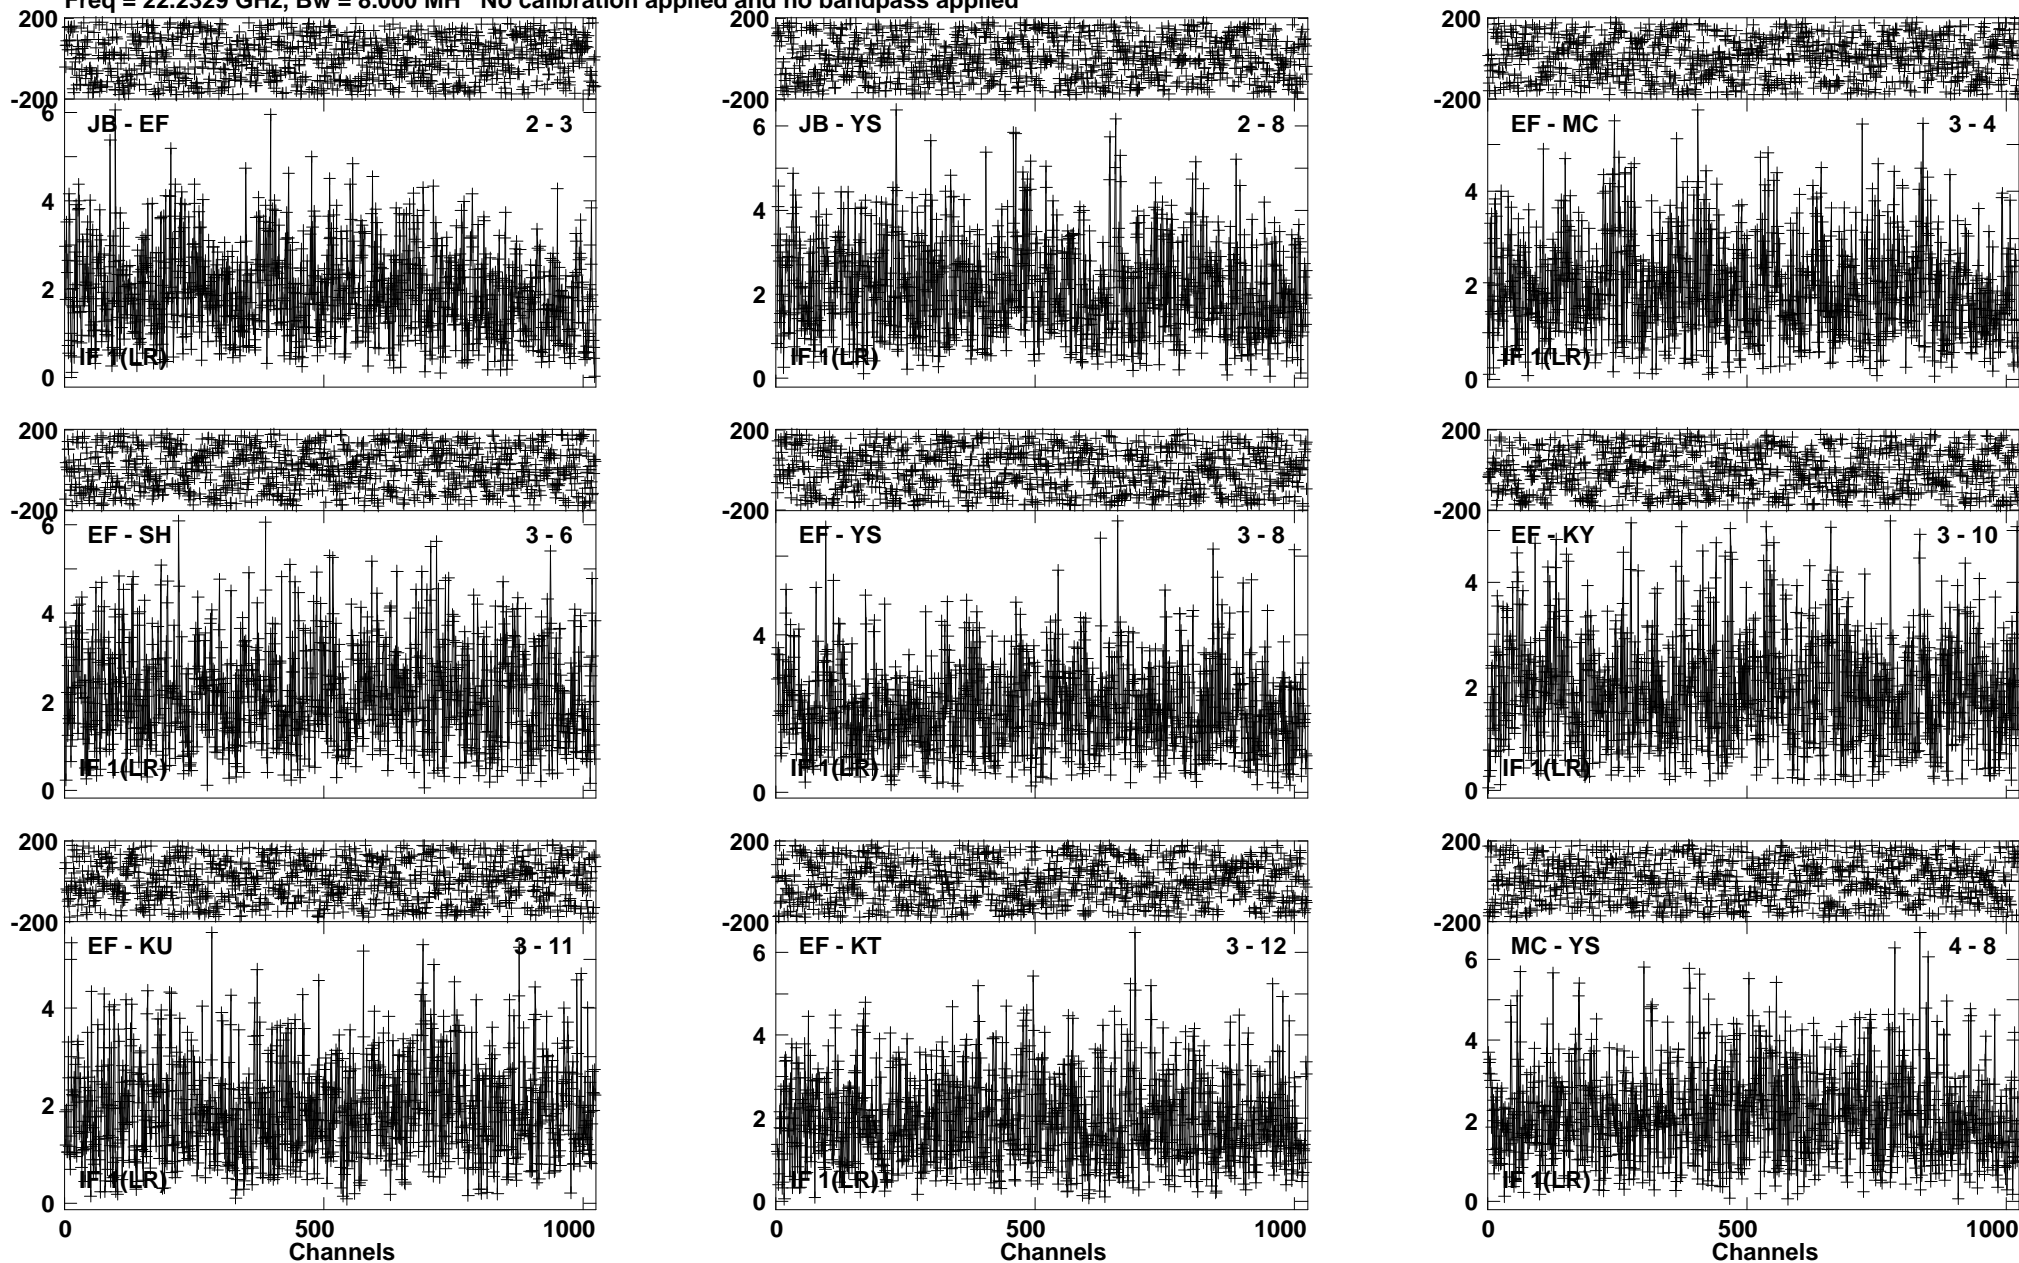 Freq = 22.2329 GHz, Bw = 8.000 MH No calibration applied and no bandpass applied
200 200 200
-200 -200 -200
JB - EF 2 - 3 JB - YS 2 - 8 EF - MC 3 - 4
6 6
4 4 4
2 2 2
IF 1(LR) IF 1(LR) IF 1(LR)
0 0 0
200 200 200
-200 -200 -200
EF - SH 3 - 6 EF - YS 3 - 8 EF - KY 3 - 10
6
4 4 4
2 2
IF 1(LR) IF 1(LR) IF 1(LR)
0 0 0
200 200 200
-200 -200 -200
EF - KU 3 - 11 EF - KT 3 - 12 MC - YS 4 - 8
6 6
4 4 4
2 2 2
IF 1(LR) IF 1(LR) IF 1(LR)
0 0 0
0 500 1000 0 500 1000 0 500 1000
Channels Channels Channels